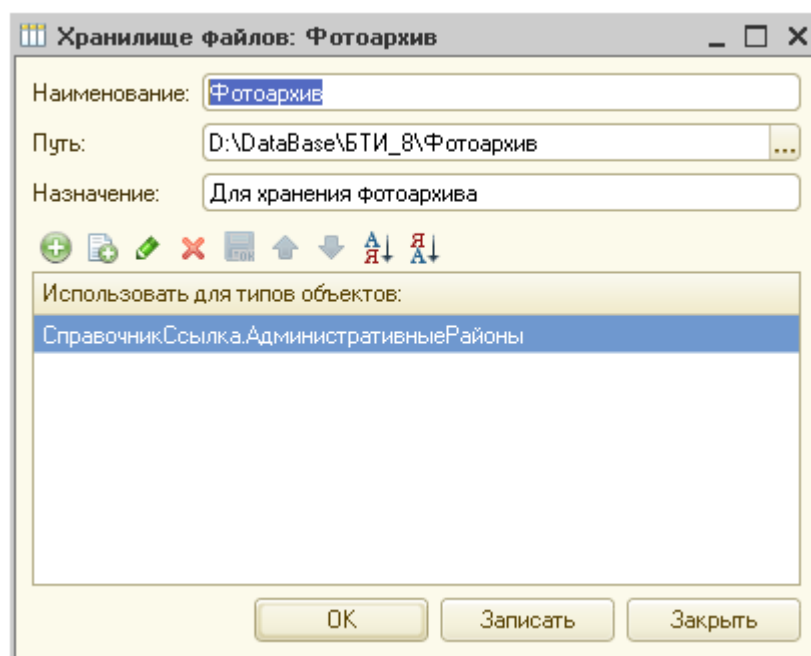 Хранилище файлов: Фотоархив
Наименование: Фотоархив
Путь: D:\DataBase\БТИ_8\Фотоархив ...
Назначение: Для хранения фотоархива
Использовать для типов объектов:
СправочникСсылка.АдминистративныеРайоны
OK Записать Закрыть